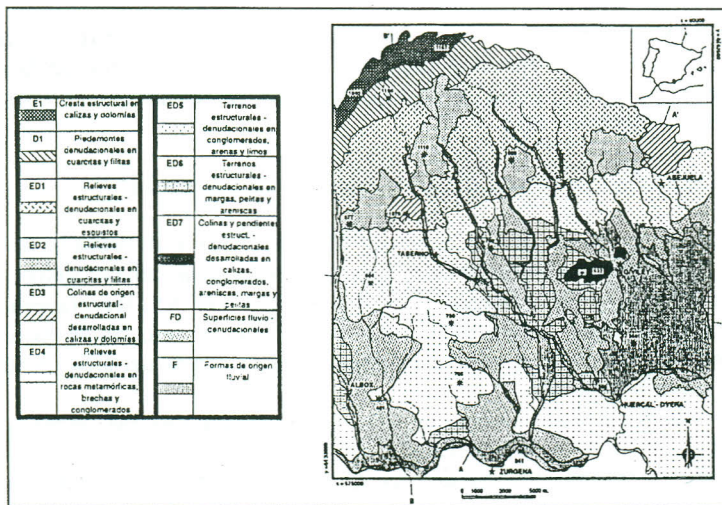 E1
Cresta estructural en
calizas y dolomías
D1
Piedemontes
denudacionales en
cuarcitas y filitas
ED1
Relieves
estructurales -
denudacionales en
cuarcitas y
esquistos
ED2
Relieves
estructurales -
denudacionales en
cuarcitas y filitas
ED3
Colinas de origen
estructural -
denudacional
desarrolladas en
calizas y dolomías
ED4
Relieves
estructurales -
denudacionales en
rocas metamórficas,
brechas y
conglomerados
ED5
Terrenos
estructurales -
denudacionales en
conglomerados,
arenas y limos
ED6
Terrenos
estructurales -
denudacionales en
margas, pelitas y
areniscas
ED7
Colinas y pendientes
estruct. -
denudacionales
desarrolladas en
calizas,
conglomerados,
areniscas, margas y
pelitas
FD
Superficies fluvio -
denudacionales
F
Formas de origen
fluvial
B'
A'
ALBOX
HUERCAL-OVERA
A
ZURGENA
0 1000 2000 5000 m.
B